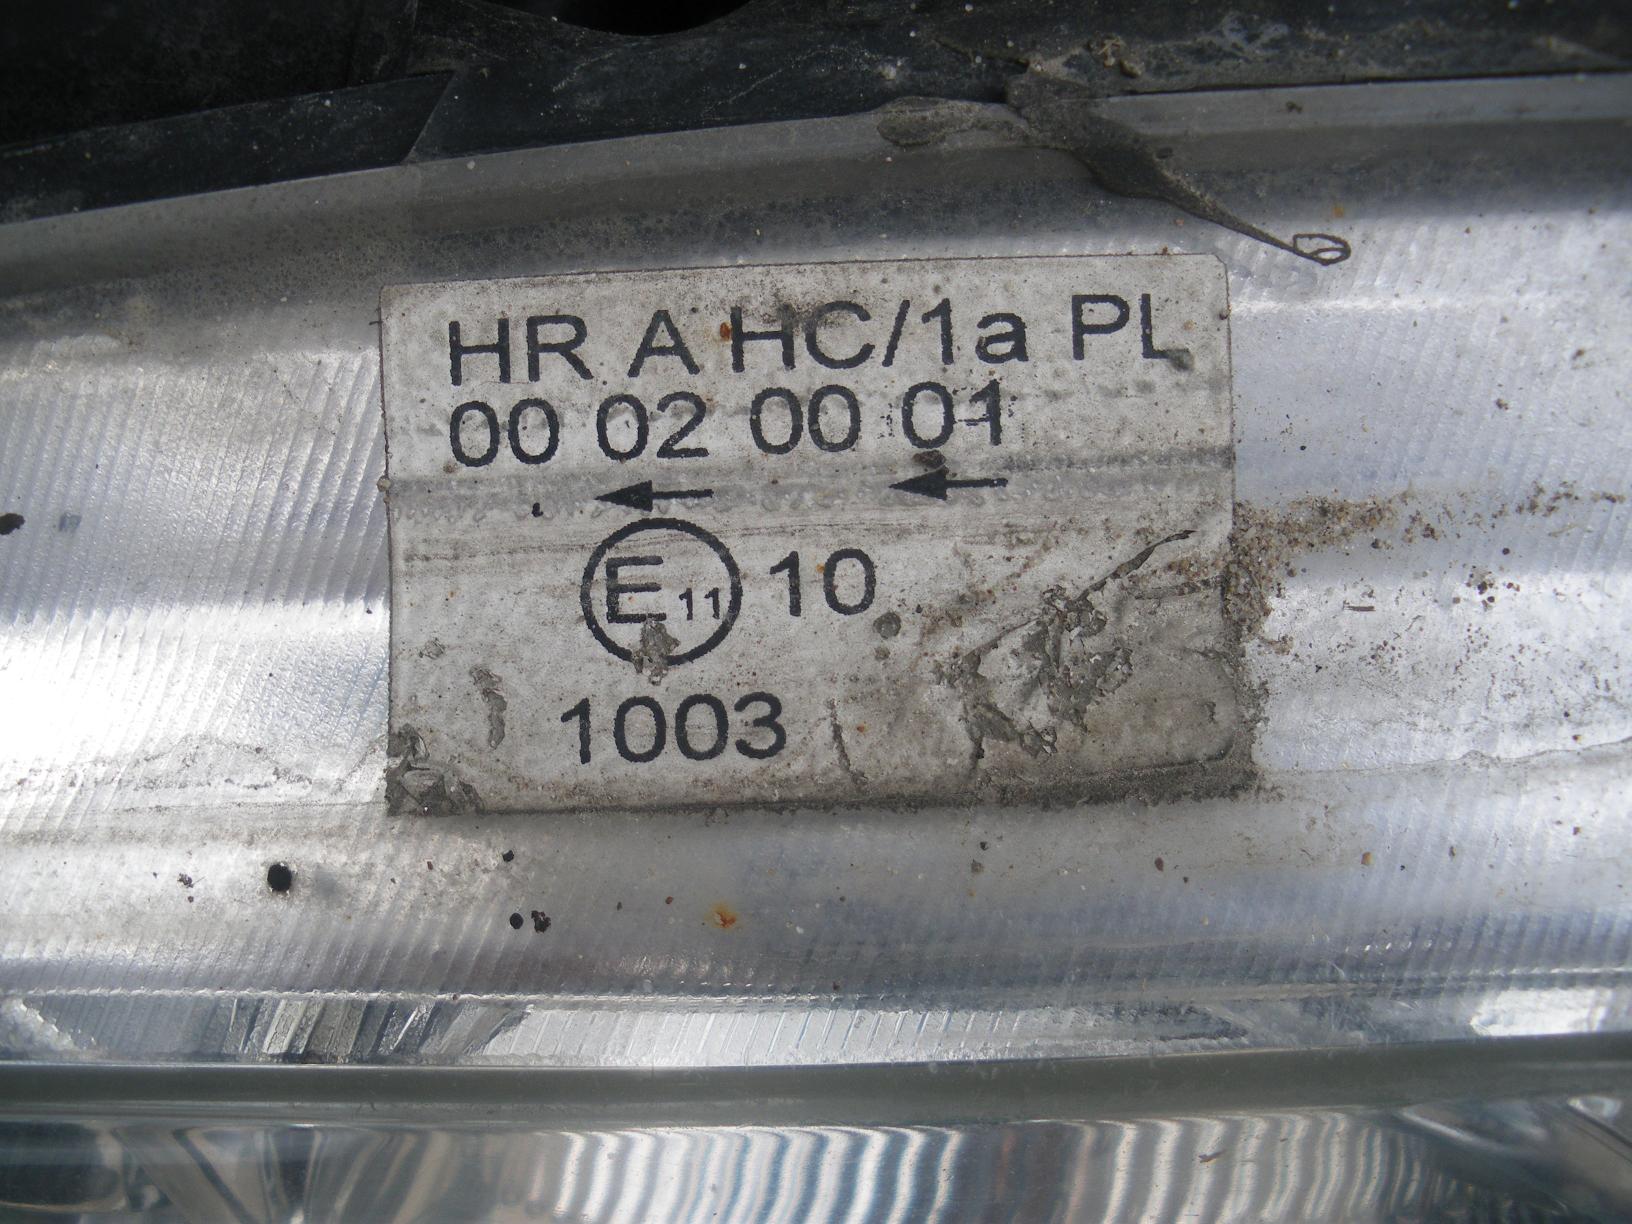 HR A HC/1a PL
00 02 00 01
← ←
E11 10
1003